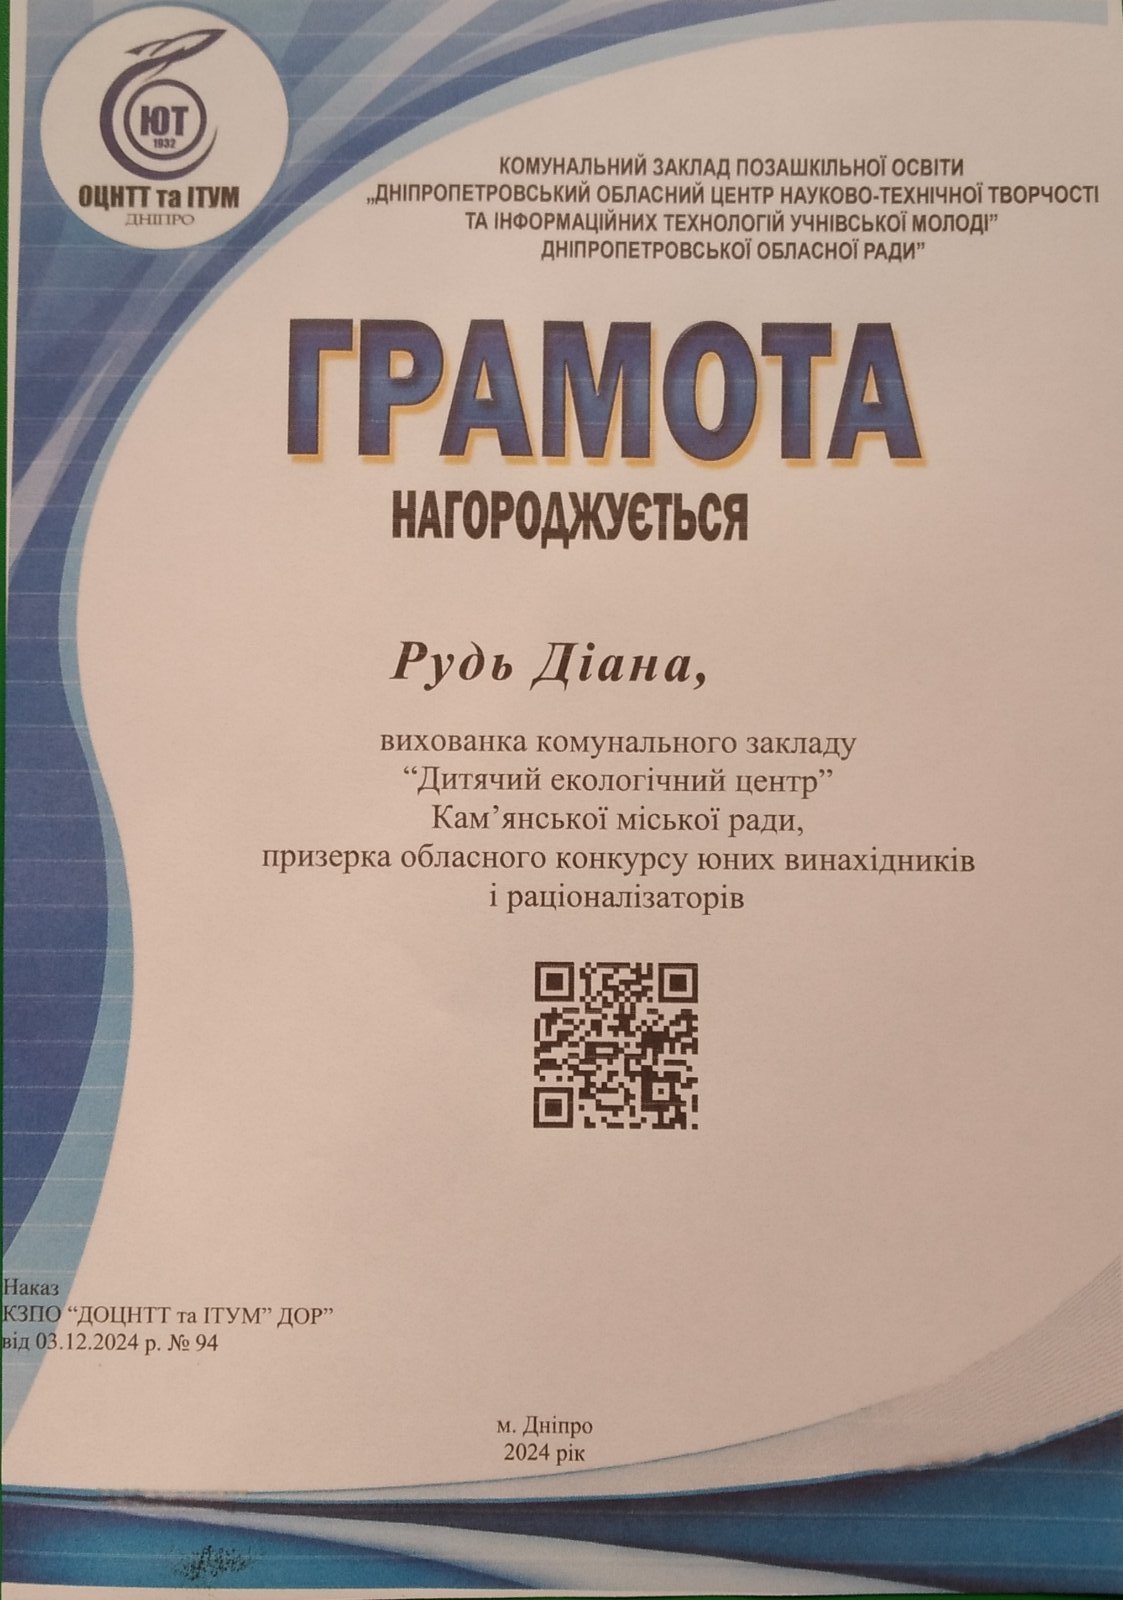 ЮТ
1932
ОЦНТТ та ІТУМ
ДНІПРО
КОМУНАЛЬНИЙ ЗАКЛАД ПОЗАШКІЛЬНОЇ ОСВІТИ
„ДНІПРОПЕТРОВСЬКИЙ ОБЛАСНИЙ ЦЕНТР НАУКОВО-ТЕХНІЧНОЇ ТВОРЧОСТІ
ТА ІНФОРМАЦІЙНИХ ТЕХНОЛОГІЙ УЧНІВСЬКОЇ МОЛОДІ”
ДНІПРОПЕТРОВСЬКОЇ ОБЛАСНОЇ РАДИ”
ГРАМОТА
НАГОРОДЖУЄТЬСЯ
Рудь Діана,
вихованка комунального закладу
“Дитячий екологічний центр”
Кам’янської міської ради,
призерка обласного конкурсу юних винахідників
і раціоналізаторів
Наказ
КЗПО “ДОЦНТТ та ІТУМ” ДОР”
від 03.12.2024 р. № 94
м. Дніпро
2024 рік